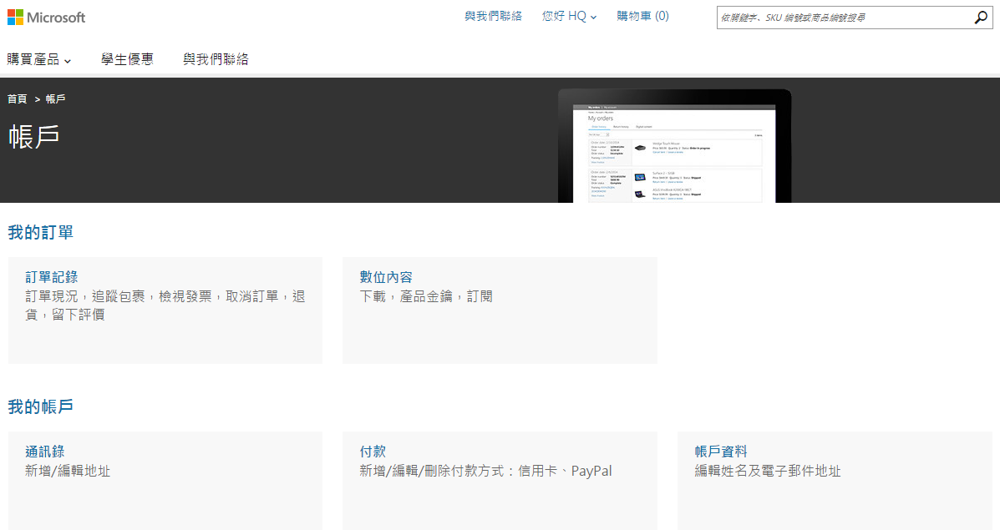 Microsoft
與我們聯絡 您好 HQ 購物車 (0)
依關鍵字、SKU 編號或商品編號搜尋
購買產品 學生優惠 與我們聯絡
首頁 > 帳戶
帳戶
My orders
我的訂單
訂單記錄
訂單現況，追蹤包裹，檢視發票，取消訂單，退
貨，留下評價
數位內容
下載，產品金鑰，訂閱
我的帳戶
通訊錄
新增/編輯地址
付款
新增/編輯/刪除付款方式：信用卡、PayPal
帳戶資料
編輯姓名及電子郵件地址